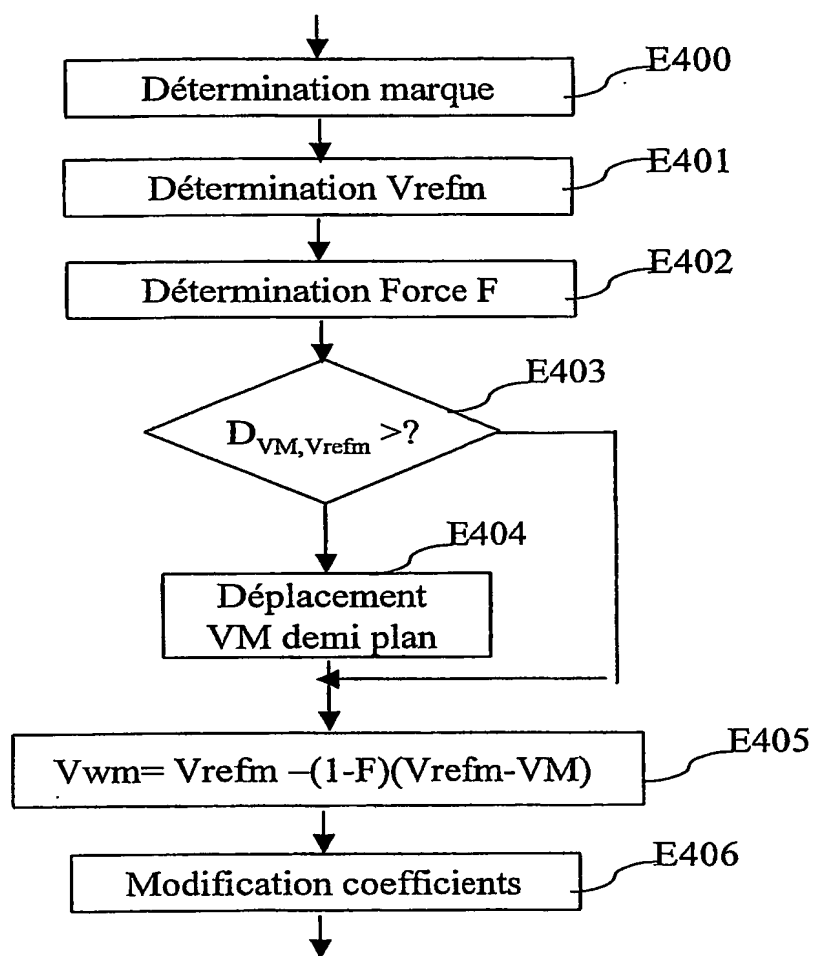 E400
Détermination marque
E401
Détermination Vrefm
E402
Détermination Force F
E403
D_VM,Vrefm >?
E404
Déplacement
VM demi plan
E405
Vwm= Vrefm –(1-F)(Vrefm-VM)
E406
Modification coefficients